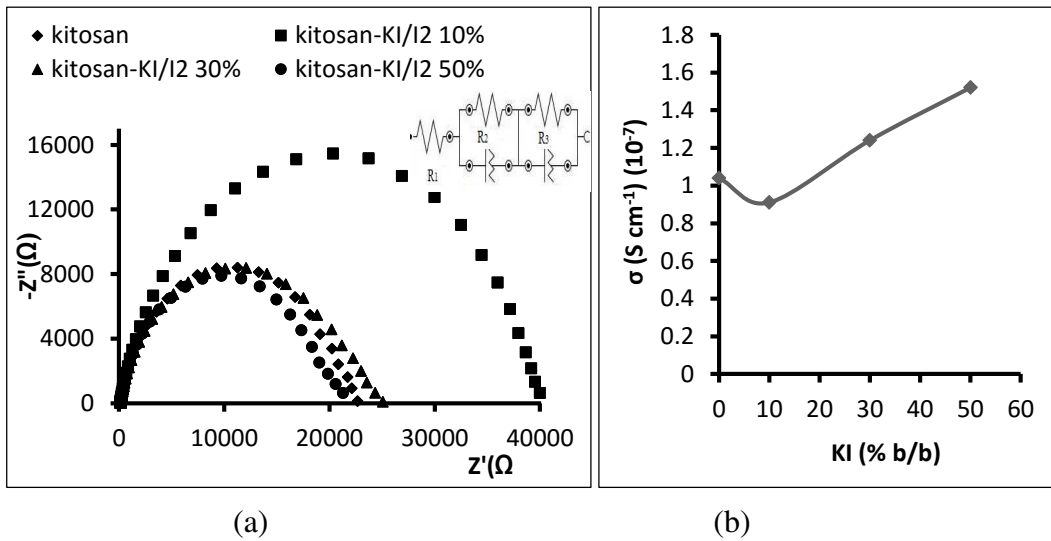 kitosan
kitosan-KI/I2 10%
kitosan-KI/I2 30%
kitosan-KI/I2 50%
R1
R2
R3
-Z"(Ω)
16000
12000
8000
4000
0
0
10000
20000
30000
40000
Z'(Ω
(a)
σ (S cm⁻¹) (10⁻⁷)
1.8
1.6
1.4
1.2
1
0.8
0.6
0.4
0.2
0
0
10
20
30
40
50
60
KI (% b/b)
(b)